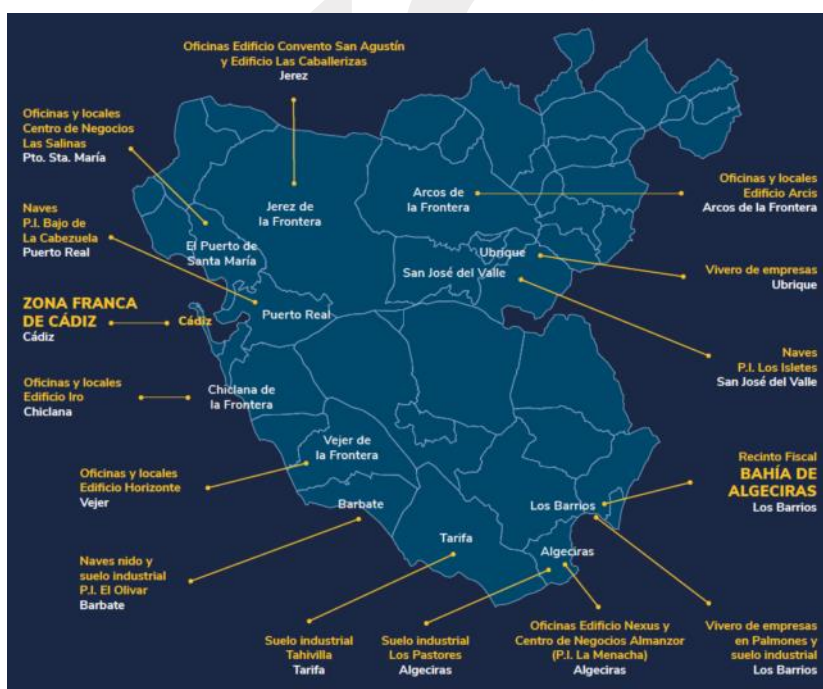 Oficinas Edificio Convento San Agustín
y Edificio Las Caballerizas
Jerez
Oficinas y locales
Centro de Negocios
Las Salinas
Pto. Sta. María
Naves
P.I. Bajo de
La Cabezuela
Puerto Real
ZONA FRANCA
DE CÁDIZ
Cádiz
Oficinas y locales
Edificio Iro
Chiclana
Oficinas y locales
Edificio Horizonte
Vejer
Naves nido y
suelo industrial
P.I. El Olivar
Barbate
Jerez de
la Frontera
Arcos de
la Frontera
El Puerto de
Santa María
Ubrique
San José del Valle
Cádiz
Puerto Real
Chiclana de
la Frontera
Vejer de
la Frontera
Barbate
Los Barrios
Tarifa
Algeciras
Oficinas y locales
Edificio Arcis
Arcos de la Frontera
Vivero de empresas
Ubrique
Naves
P.I. Los Isletes
San José del Valle
Recinto Fiscal
BAHÍA DE
ALGECIRAS
Los Barrios
Suelo industrial
Tahivilla
Tarifa
Suelo industrial
Los Pastores
Algeciras
Oficinas Edificio Nexus y
Centro de Negocios Almanzor
(P.I. La Menacha)
Algeciras
Vivero de empresas
en Palmones y
suelo industrial
Los Barrios